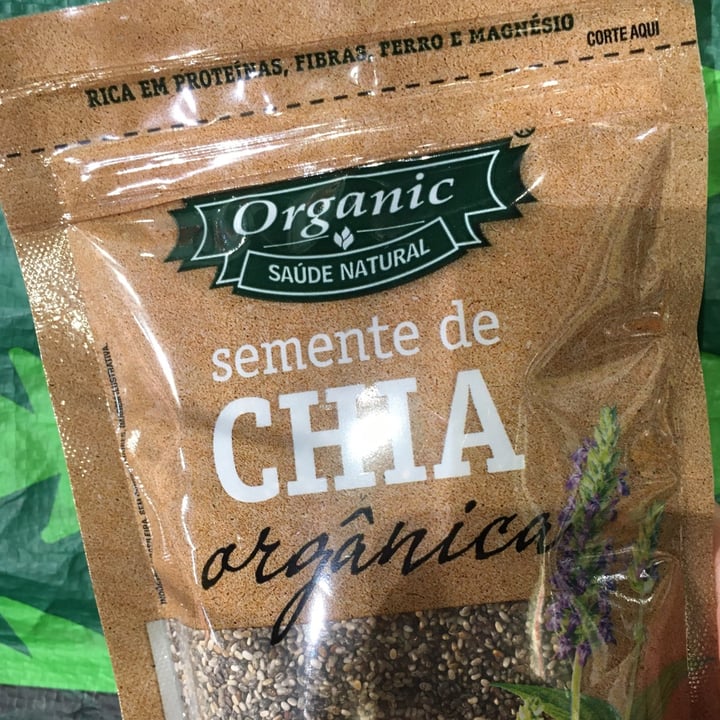 RICA EM PROTEÍNAS, FIBRAS, FERRO E MAGNÉSIO
CORTE AQUI
Organic
SAÚDE NATURAL
semente de
CHIA
orgânica